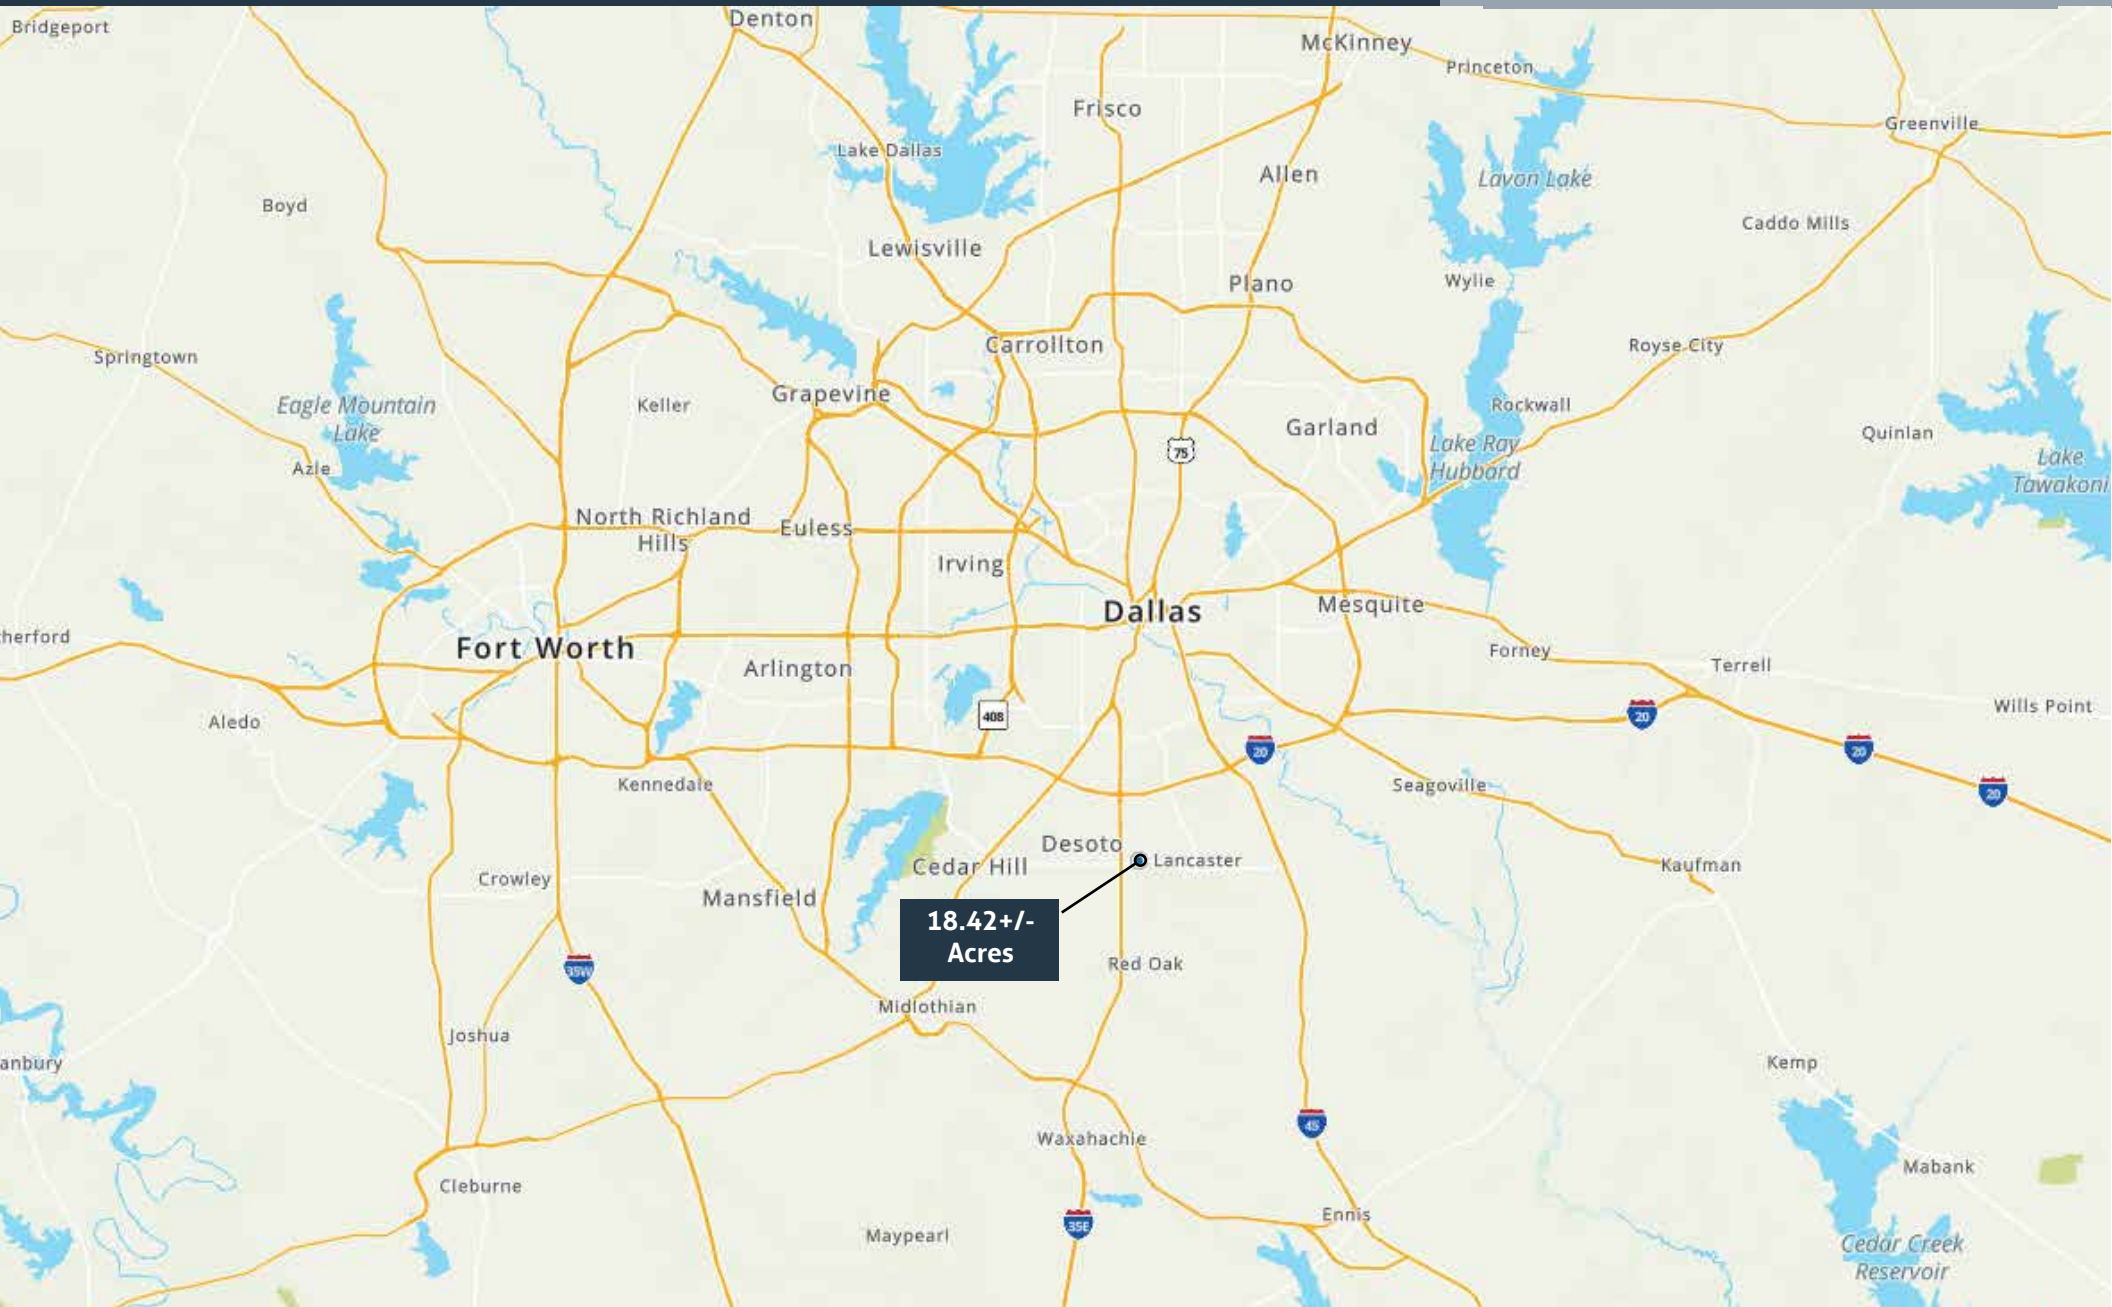 Denton
Bridgeport
McKinney
Princeton
Frisco
Greenville
Lake Dallas
Allen
Lavon Lake
Boyd
Caddo Mills
Lewisville
Plano
Wylie
Carrollton
Royse City
Springtown
Grapevine
Eagle Mountain
Lake
Keller
Rockwall
Garland
Quinlan
Lake Ray
Hubbard
75
Lake
Tawakoni
Azle
North Richland
Hills
Euless
Irving
Dallas
Mesquite
herford
Fort Worth
Forney
Arlington
Terrell
Wills Point
Aledo
408
20
20
20
20
Kennedale
Seagoville
Desoto
Lancaster
Cedar Hill
Kaufman
Crowley
Mansfield
18.42+/-
Acres
Red Oak
35W
Midlothian
Joshua
anbury
Kemp
45
Waxahachie
Mabank
Cleburne
Ennis
35E
Maypearl
Cedar Creek
Reservoir